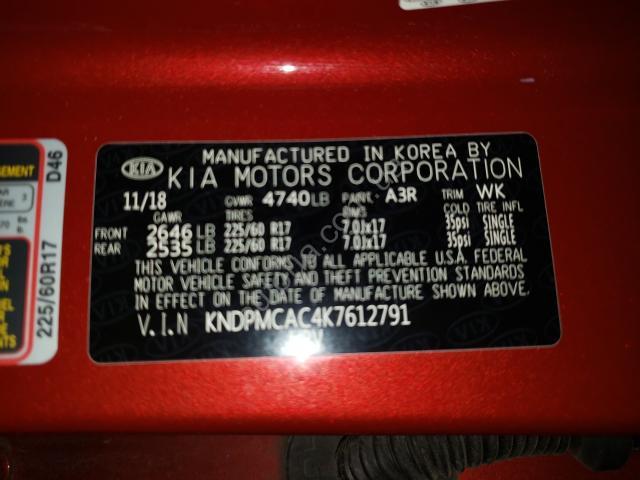 MANUFACTURED IN KOREA BY
KIA KIA MOTORS CORPORATION
11/18 GVWR 4740LB PAINT A3R TRIM WK
GAWR TIRES RIMS COLD TIRE INFL
FRONT 2646 LB 225/60 R17 7.0Jx17 35psi SINGLE
REAR 2535 LB 225/60 R17 7.0Jx17 35psi SINGLE
THIS VEHICLE CONFORMS TO ALL APPLICABLE U.S.A. FEDERAL
MOTOR VEHICLE SAFETY AND THEFT PREVENTION STANDARDS
IN EFFECT ON THE DATE OF MANUFACTURE SHOWN ABOVE.
V.I.N KNDPMCAC4K7612791
D46
225/60R17